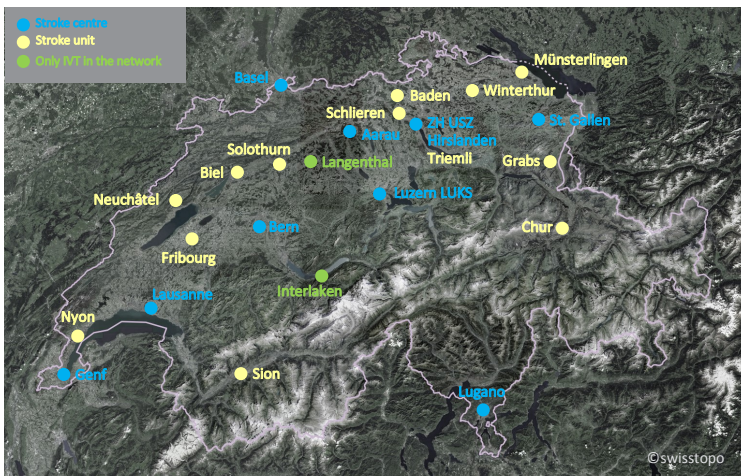 Stroke centre
Stroke unit
Only IVT in the network
Münsterlingen
Basel
Baden
Winterthur
Schlieren
ZH USZ
Hirslanden
Triemli
St. Gallen
Aarau
Solothurn
Langenthal
Grabs
Biel
Luzern LUKS
Neuchâtel
Bern
Chur
Fribourg
Interlaken
Lausanne
Nyon
Genf
Sion
Lugano
©swisstopo